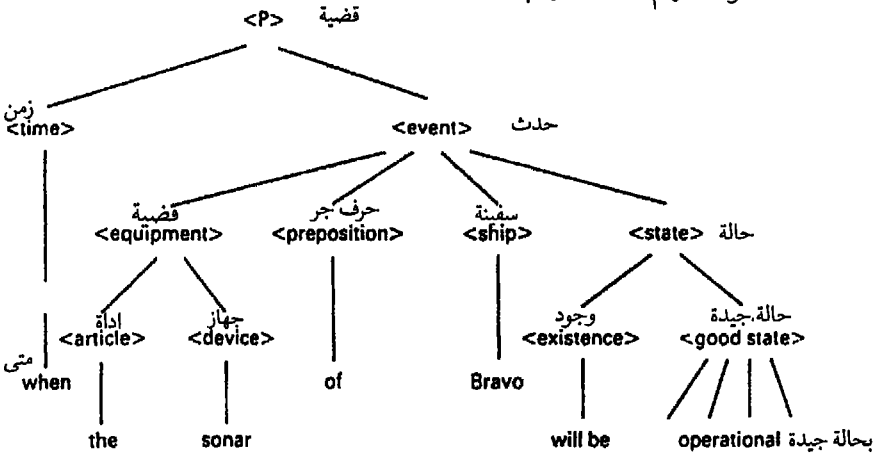 <P> قضية
زمن
<time> <event> حدث
قضية حرف جر سفينة
<equipment> <preposition> <ship> <state> حالة
اداة جهاز وجود حالة.جيدة
<article> <device> <existence> <good state>
متى
when of Bravo
the sonar will be operational بحالة جيدة